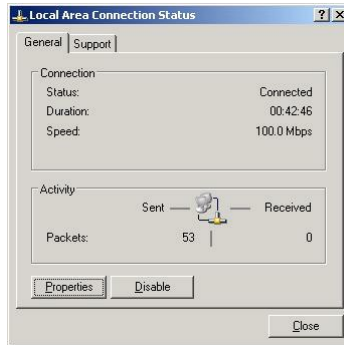 Local Area Connection Status
General Support
Connection
Status: Connected
Duration: 00:42:46
Speed: 100.0 Mbps
Activity
Sent — — Received
Packets: 53 | 0
Properties Disable
Close